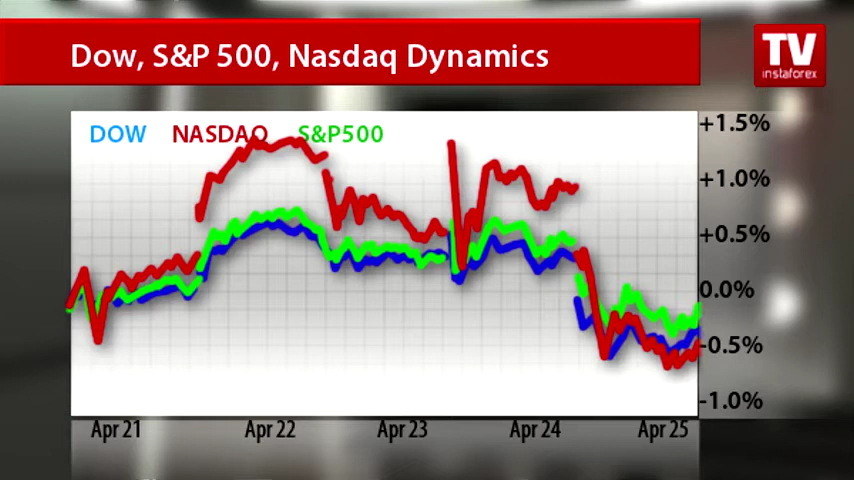 Dow, S&P 500, Nasdaq Dynamics
TV
instaforex
DOW NASDAQ S&P500
+1.5%
+1.0%
+0.5%
0.0%
-0.5%
-1.0%
Apr 21 Apr 22 Apr 23 Apr 24 Apr 25